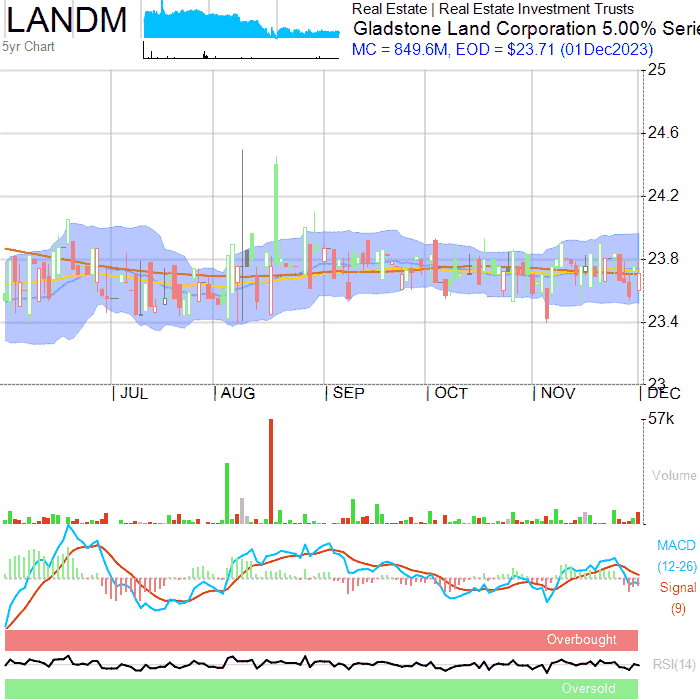 LANDM
5yr Chart
Real Estate | Real Estate Investment Trusts
Gladstone Land Corporation 5.00% Serie
MC = 849.6M, EOD = $23.71 (01Dec2023)
25
24.6
24.2
23.8
23.4
23
JUL
AUG
SEP
OCT
NOV
DEC
57k
Volume
MACD
(12-26)
Signal
(9)
Overbought
RSI(14)
Oversold